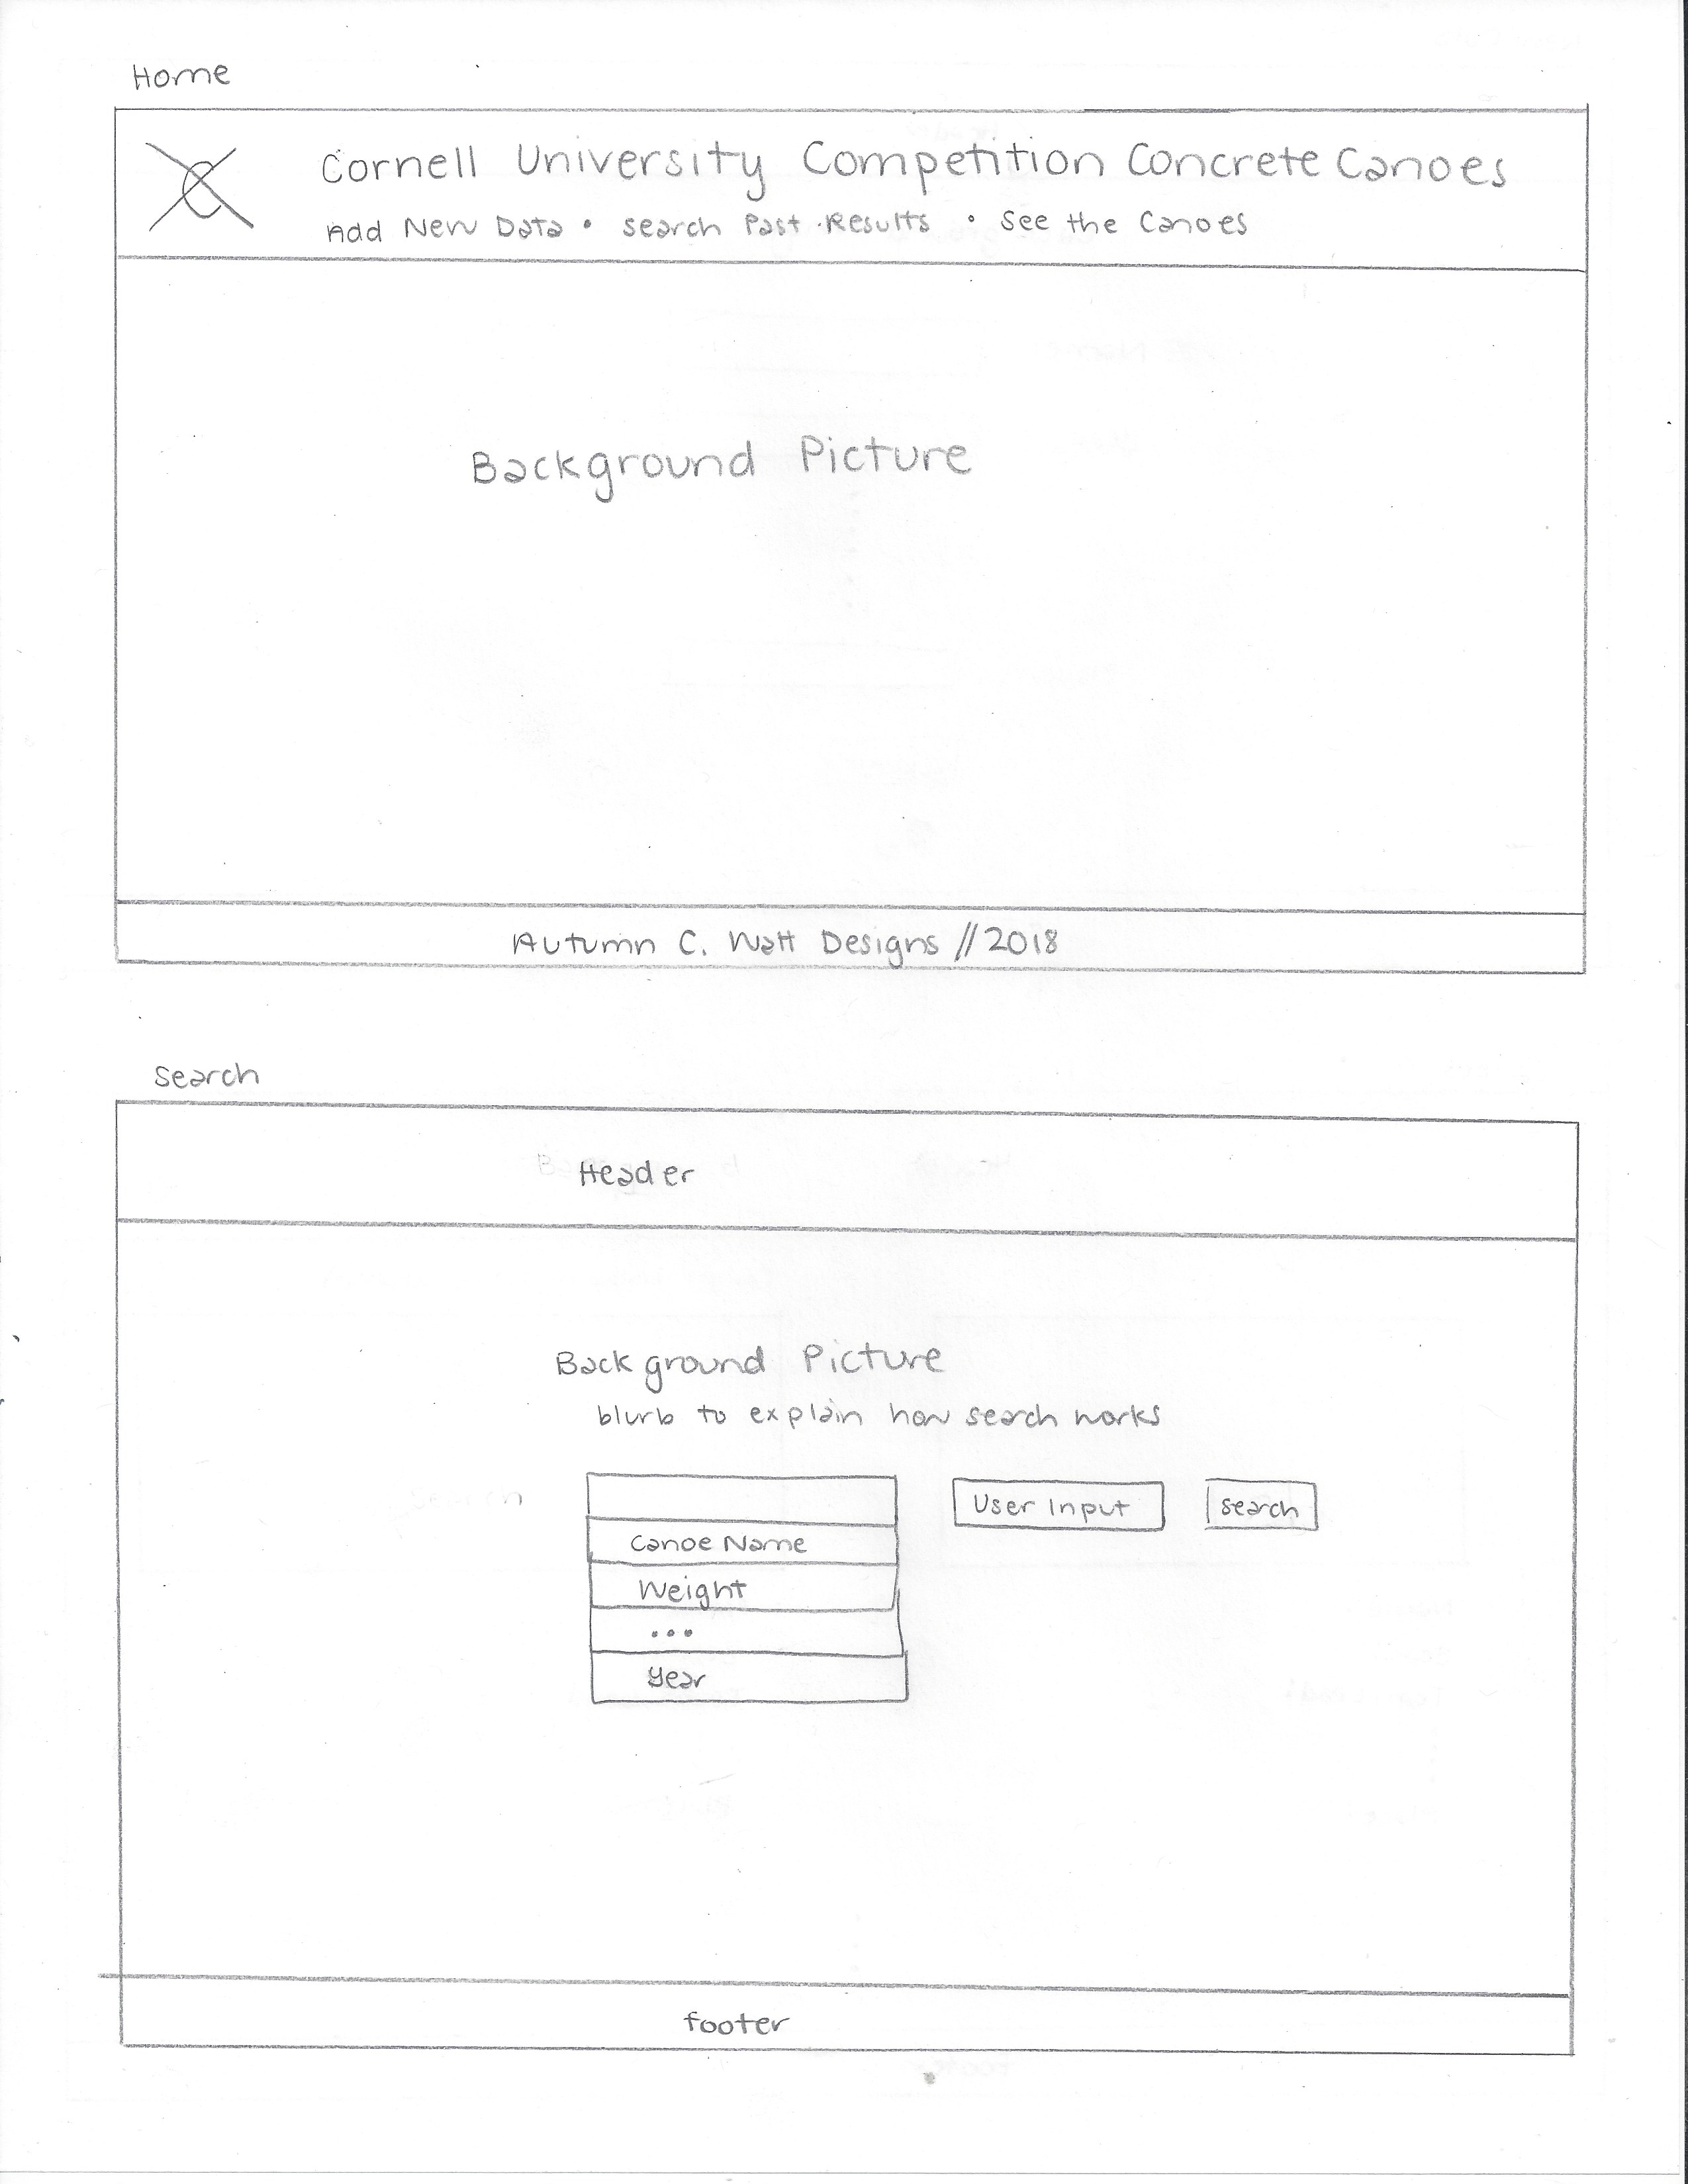 Home
C
Cornell University Competition Concrete Canoes
Add New Data • Search Past Results • See the Canoes
Background Picture
Autumn C. Watt Designs // 2018
Search
Header
Background Picture
blurb to explain how search works
User Input
Search
Canoe Name
Weight
...
Year
footer